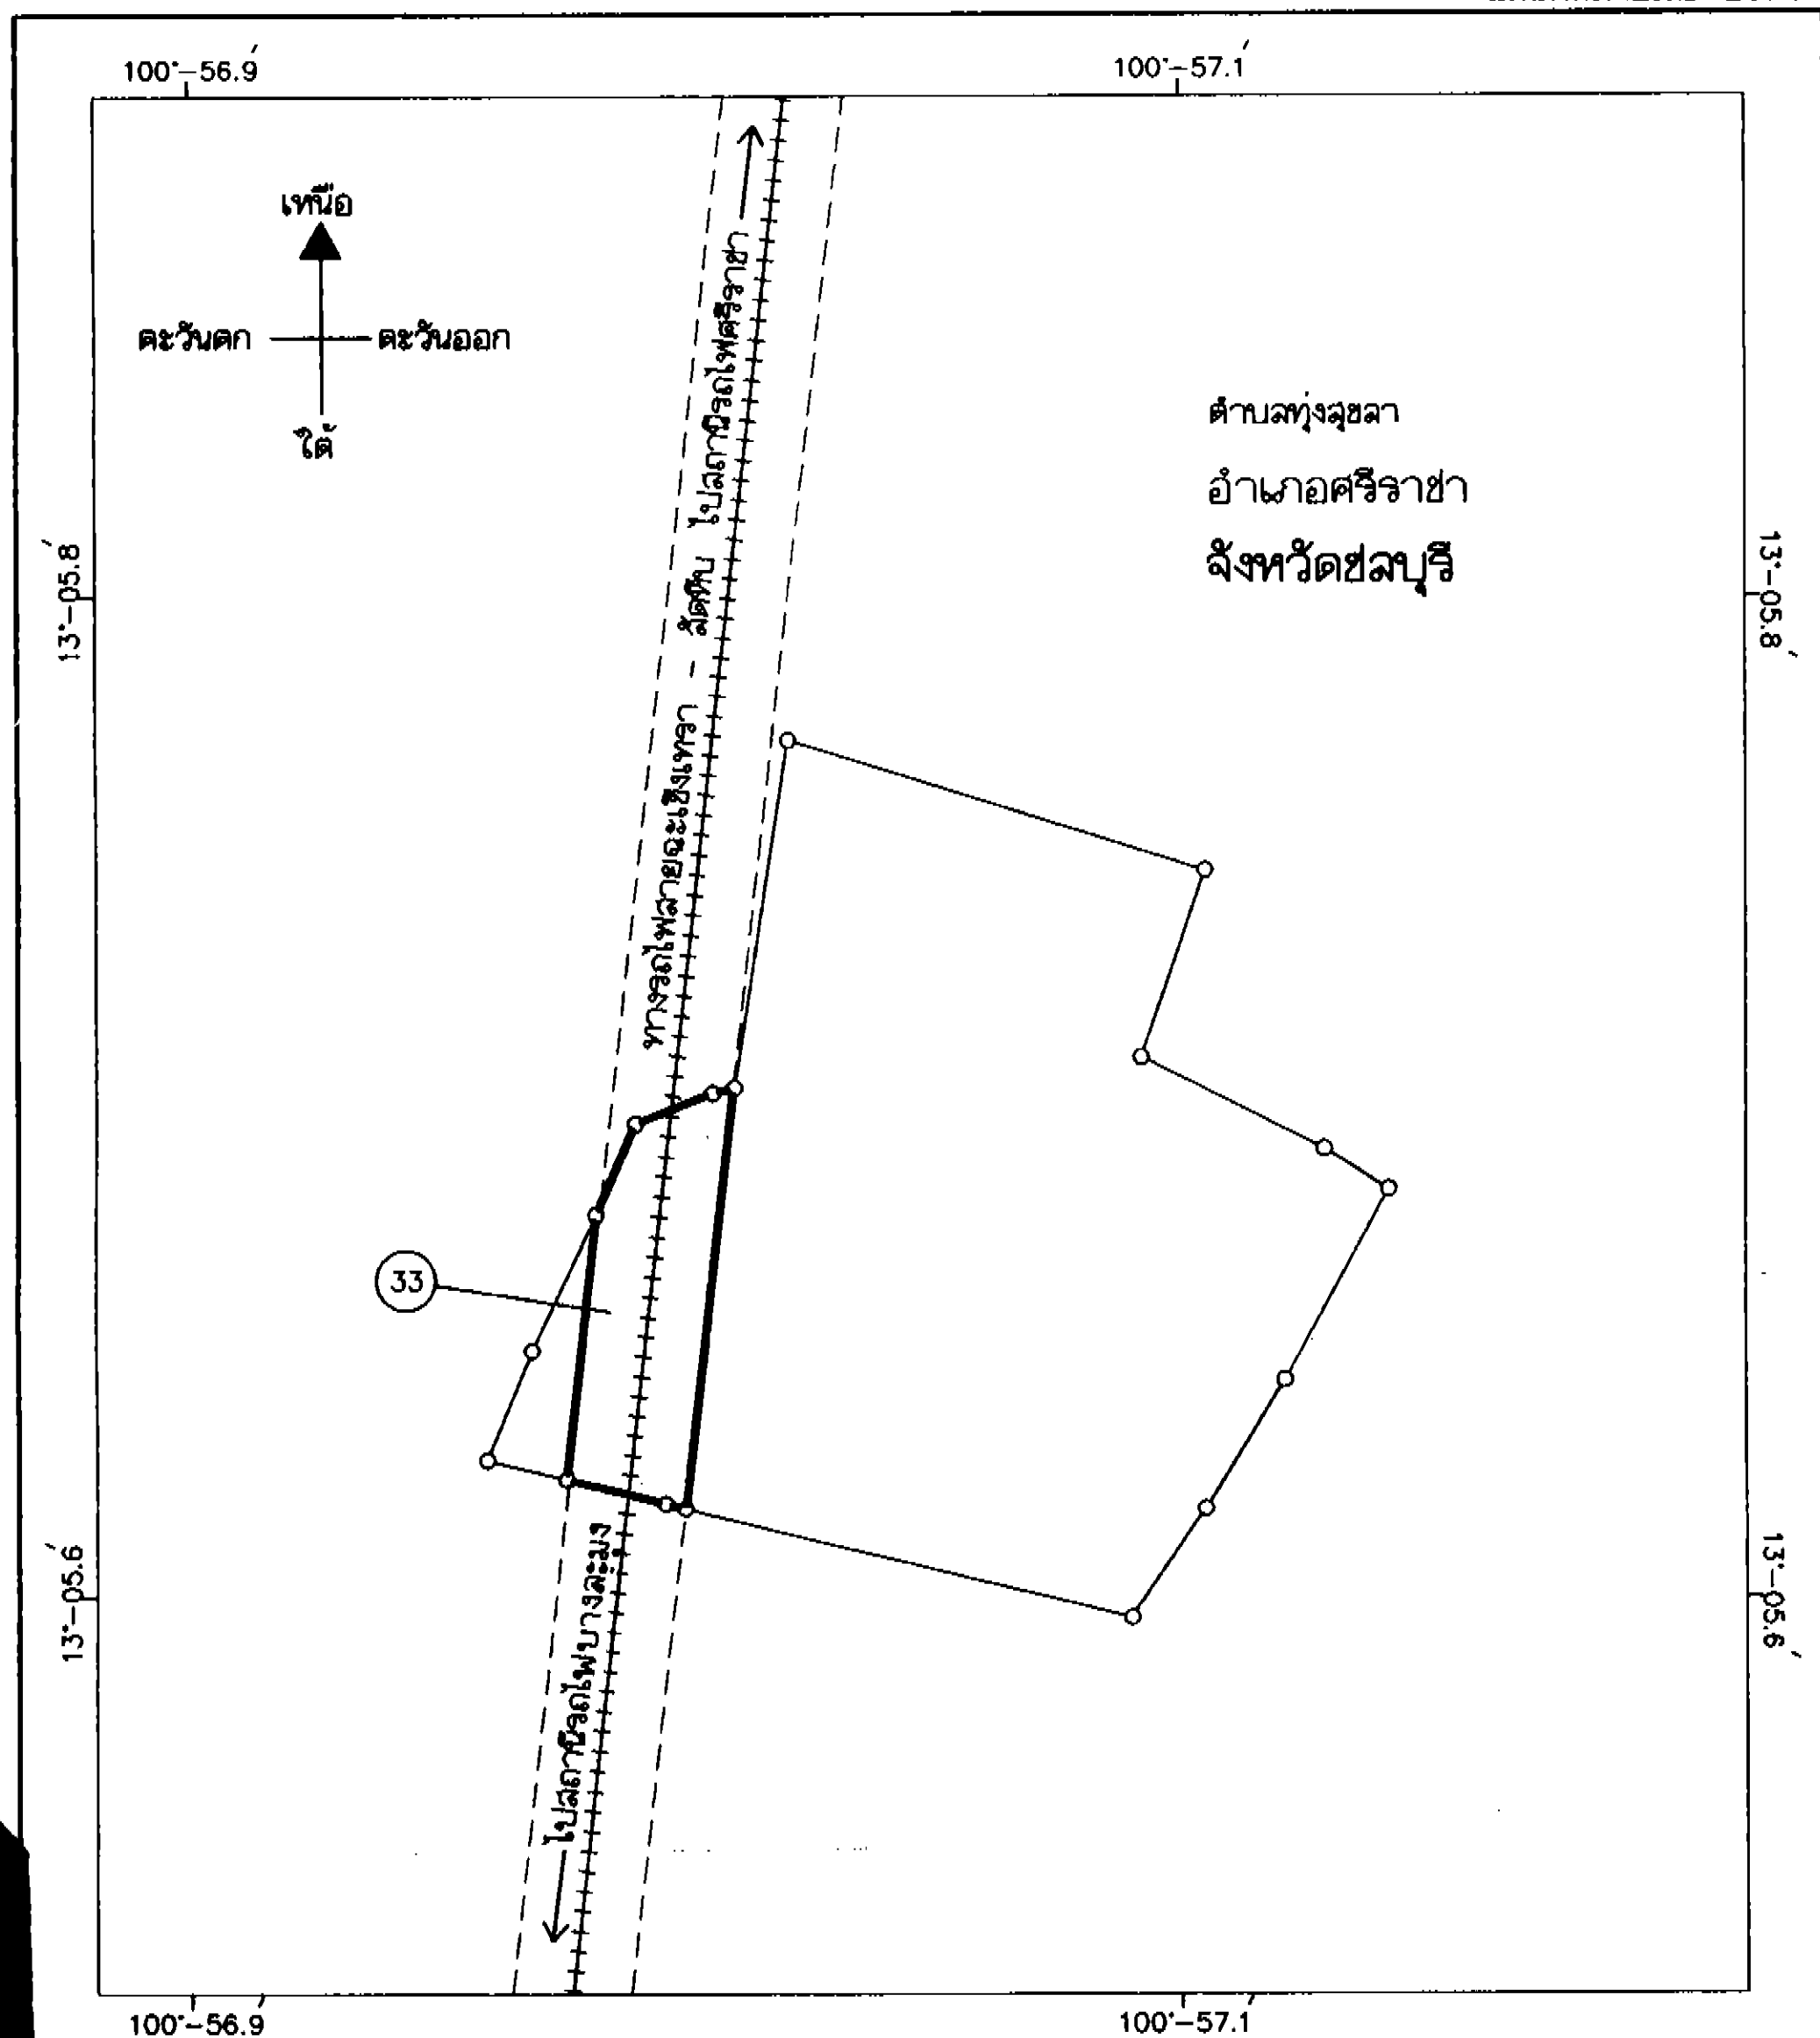 100°-56.9′
100°-57.1′
เหนือ
ตะวันตก
ตะวันออก
ใต้
ตำบลทุ่งสุขลา
อำเภอศรีราชา
จังหวัดชลบุรี
13°-05.8′
13°-05.8′
ทางรถไฟสายฉะเชิงเทรา - สัตหีบ ไปสถานีรถไฟศรีราชา
33
13°-05.6′
13°-05.6′
ไปสถานีรถไฟบางละมุง
100°-56.9′
100°-57.1′